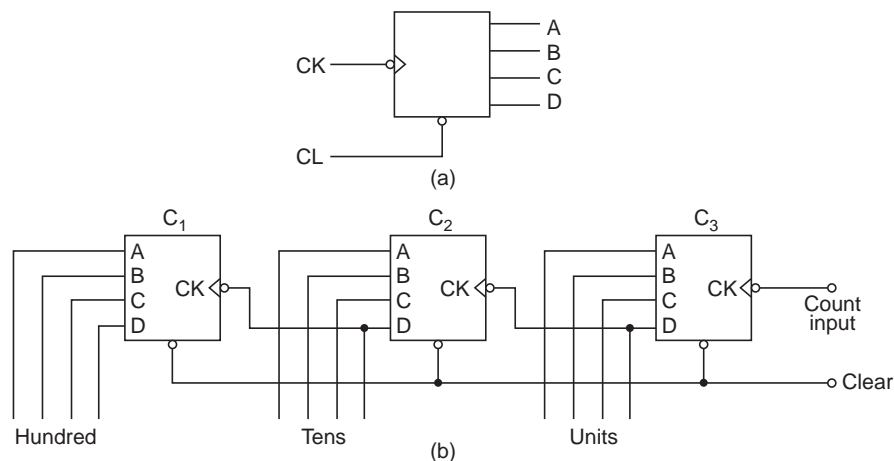 A
CK
B
C
D
CL
(a)
C₁ C₂ C₃
A A A
B B B
CK CK CK
C C C
Count
input
D D D
Clear
Hundred Tens Units
(b)